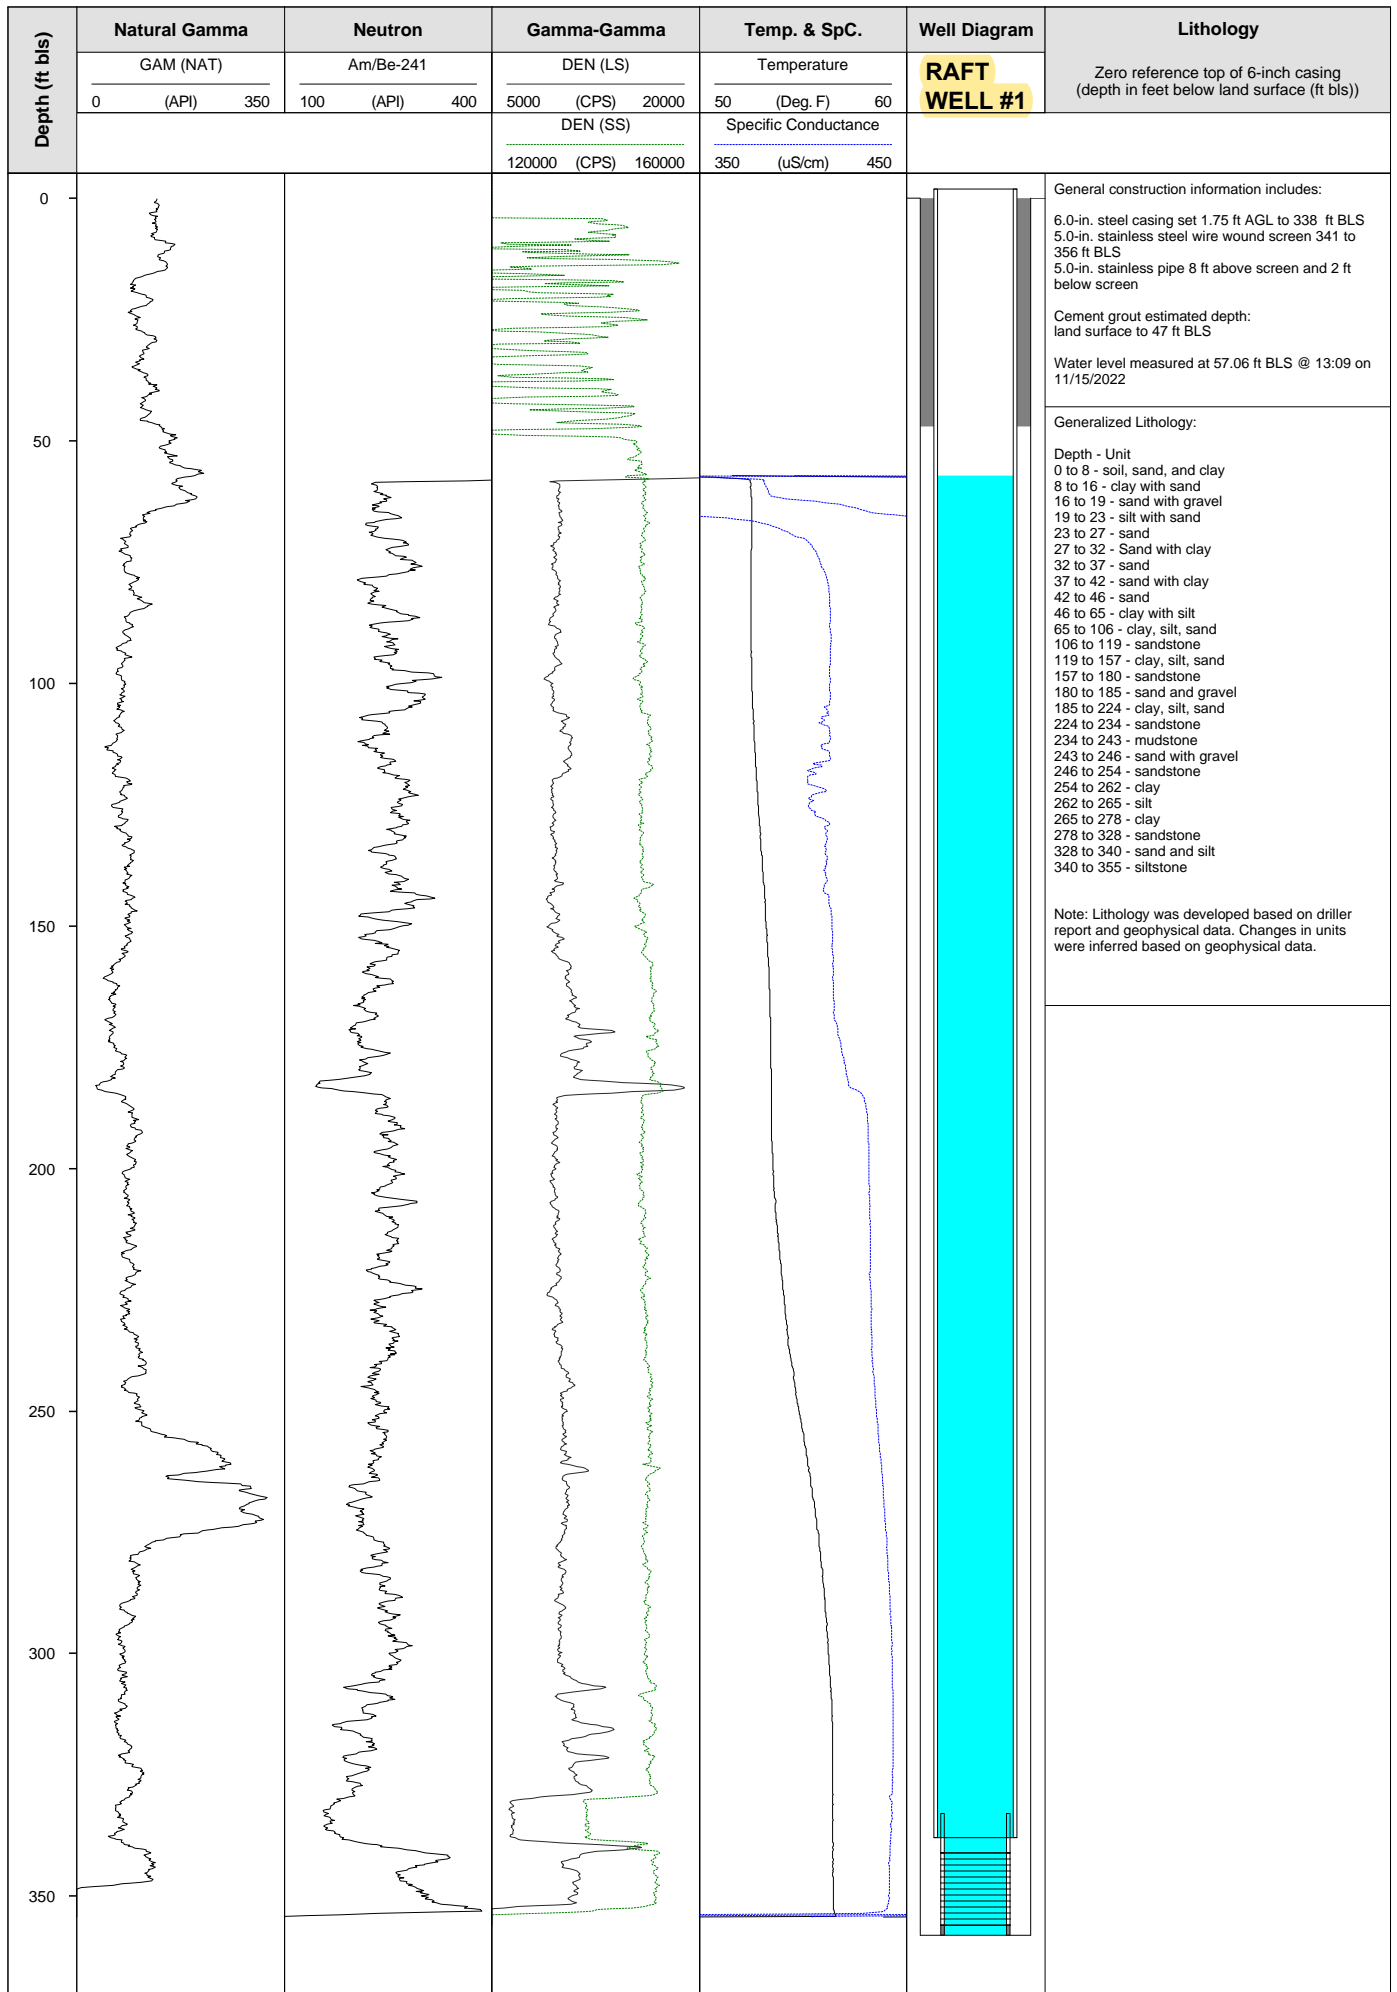 Depth (ft bls)
Natural Gamma
Neutron
Gamma-Gamma
Temp. & SpC.
Well Diagram
Lithology
GAM (NAT)
0 (API) 350
Am/Be-241
100 (API) 400
DEN (LS)
5000 (CPS) 20000
DEN (SS)
120000 (CPS) 160000
Temperature
50 (Deg. F) 60
Specific Conductance
350 (uS/cm) 450
RAFT
WELL #1
Zero reference top of 6-inch casing
(depth in feet below land surface (ft bls))
0
50
100
150
200
250
300
350
General construction information includes:
6.0-in. steel casing set 1.75 ft AGL to 338 ft BLS
5.0-in. stainless steel wire wound screen 341 to
356 ft BLS
5.0-in. stainless pipe 8 ft above screen and 2 ft
below screen
Cement grout estimated depth:
land surface to 47 ft BLS
Water level measured at 57.06 ft BLS @ 13:09 on
11/15/2022
Generalized Lithology:
Depth - Unit
0 to 8 - soil, sand, and clay
8 to 16 - clay with sand
16 to 19 - sand with gravel
19 to 23 - silt with sand
23 to 27 - sand
27 to 32 - Sand with clay
32 to 37 - sand
37 to 42 - sand with clay
42 to 46 - sand
46 to 65 - clay with silt
65 to 106 - clay, silt, sand
106 to 119 - sandstone
119 to 157 - clay, silt, sand
157 to 180 - sandstone
180 to 185 - sand and gravel
185 to 224 - clay, silt, sand
224 to 234 - sandstone
234 to 243 - mudstone
243 to 246 - sand with gravel
246 to 254 - sandstone
254 to 262 - clay
262 to 265 - silt
265 to 278 - clay
278 to 328 - sandstone
328 to 340 - sand and silt
340 to 355 - siltstone
Note: Lithology was developed based on driller
report and geophysical data. Changes in units
were inferred based on geophysical data.